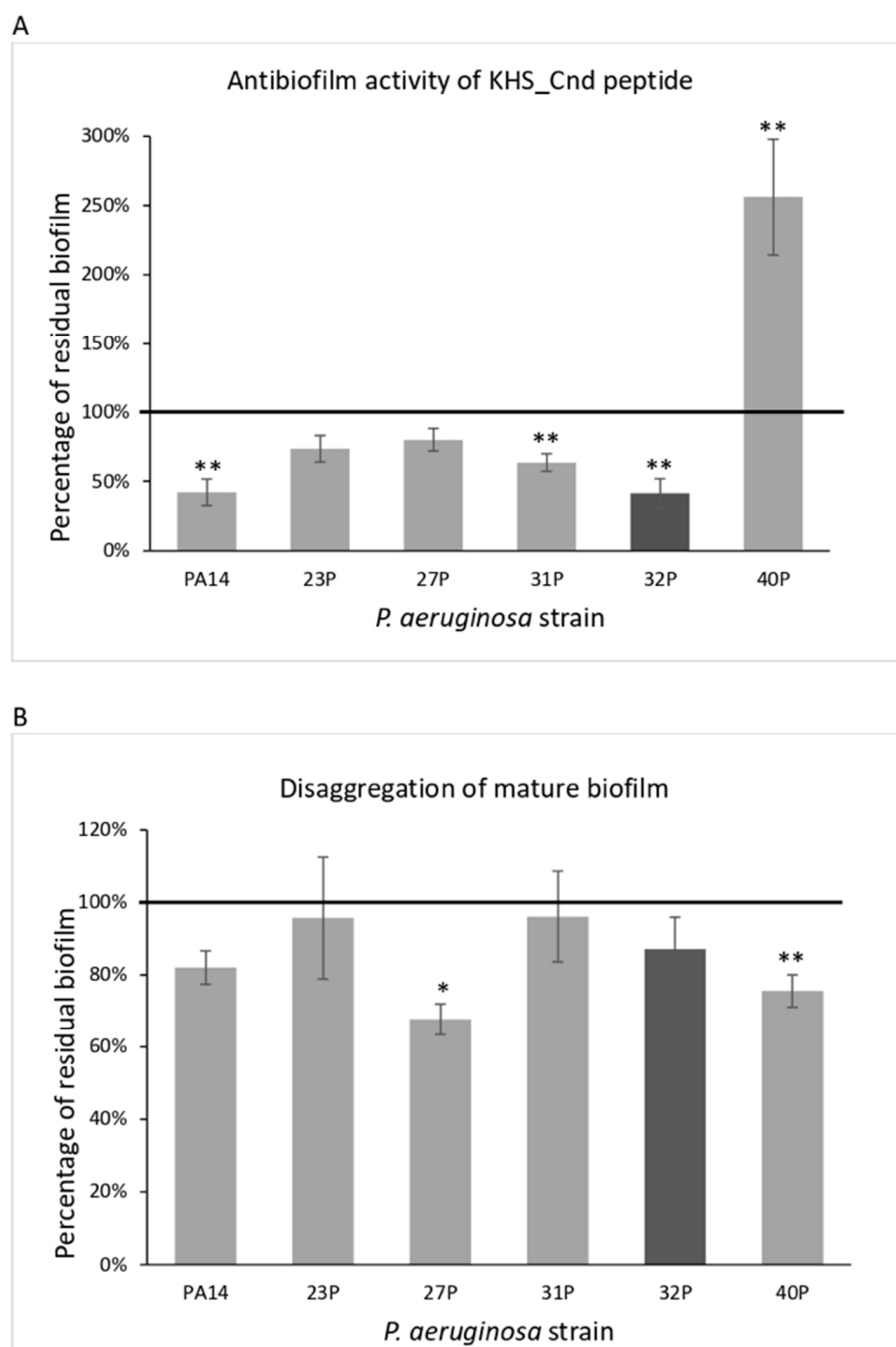 A
Antibiofilm activity of KHS_Cnd peptide
300%
250%
200%
150%
100%
50%
0%
Percentage of residual biofilm
**
**
**
**
PA14 23P 27P 31P 32P 40P
P. aeruginosa strain
B
Disaggregation of mature biofilm
120%
100%
80%
60%
40%
20%
0%
Percentage of residual biofilm
*
**
PA14 23P 27P 31P 32P 40P
P. aeruginosa strain